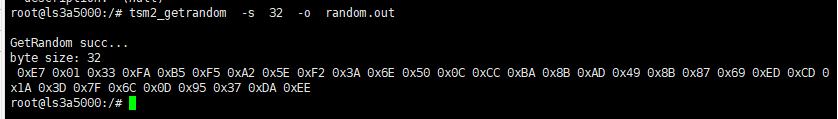 root@ls3a5000:/# tsm2_getrandom  -s  32  -o  random.out
GetRandom succ...
byte size: 32
 0xE7 0x01 0x33 0xFA 0xB5 0xF5 0xA2 0x5E 0xF2 0x3A 0x6E 0x50 0x0C 0xCC 0xBA 0x8B 0xAD 0x49 0x8B 0x87 0x69 0xED 0xCD 0
x1A 0x3D 0x7F 0x6C 0x0D 0x95 0x37 0xDA 0xEE
root@ls3a5000:/#